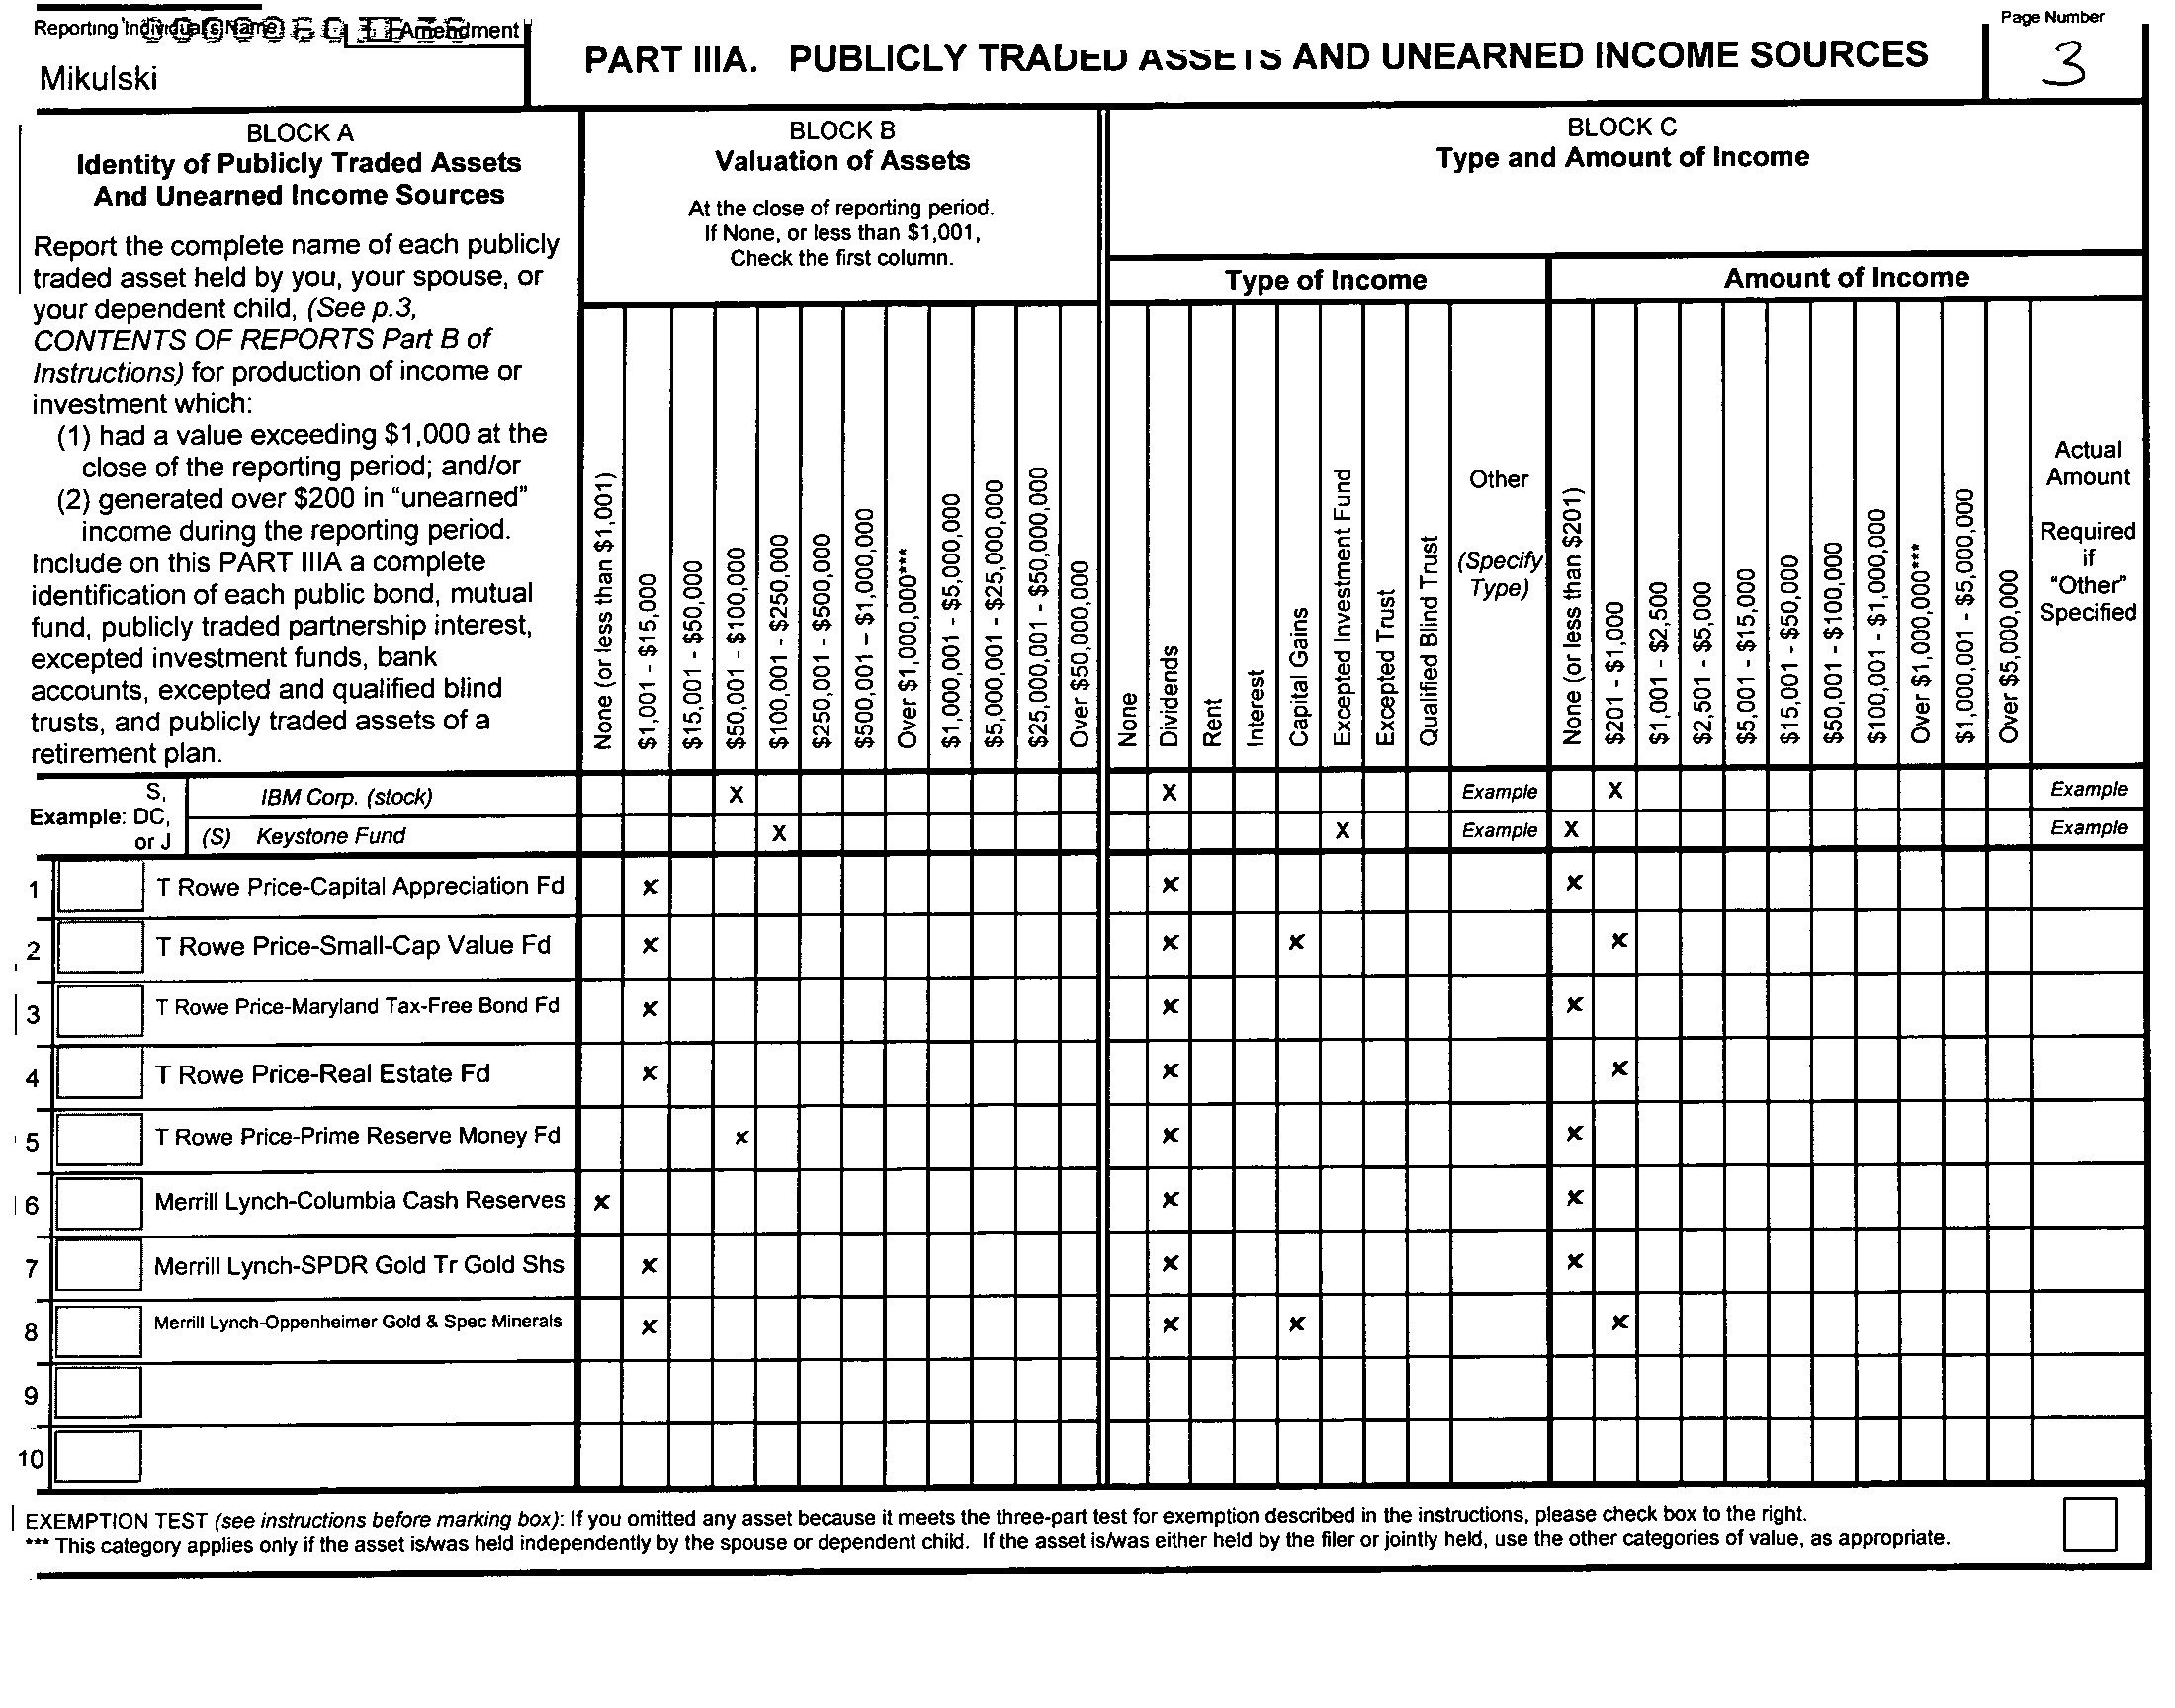 Reporting Individual's Name
Amendment
Mikulski
PART IIIA. PUBLICLY TRADED ASSETS AND UNEARNED INCOME SOURCES
Page Number
3
BLOCK A
Identity of Publicly Traded Assets
And Unearned Income Sources
Report the complete name of each publicly
traded asset held by you, your spouse, or
your dependent child, (See p.3,
CONTENTS OF REPORTS Part B of
Instructions) for production of income or
investment which:
(1) had a value exceeding $1,000 at the
close of the reporting period; and/or
(2) generated over $200 in "unearned"
income during the reporting period.
Include on this PART IIIA a complete
identification of each public bond, mutual
fund, publicly traded partnership interest,
excepted investment funds, bank
accounts, excepted and qualified blind
trusts, and publicly traded assets of a
retirement plan.
BLOCK B
Valuation of Assets
At the close of reporting period.
If None, or less than $1,001,
Check the first column.
None (or less than $1,001)
$1,001 - $15,000
$15,001 - $50,000
$50,001 - $100,000
$100,001 - $250,000
$250,001 - $500,000
$500,001 – $1,000,000
Over $1,000,000***
$1,000,001 - $5,000,000
$5,000,001 - $25,000,000
$25,000,001 - $50,000,000
Over $50,000,000
BLOCK C
Type and Amount of Income
Type of Income
None
Dividends
Rent
Interest
Capital Gains
Excepted Investment Fund
Excepted Trust
Qualified Blind Trust
Other
(Specify
Type)
Amount of Income
None (or less than $201)
$201 - $1,000
$1,001 - $2,500
$2,501 - $5,000
$5,001 - $15,000
$15,001 - $50,000
$50,001 - $100,000
$100,001 - $1,000,000
Over $1,000,000***
$1,000,001 - $5,000,000
Over $5,000,000
Actual
Amount
Required
if
"Other"
Specified
Example: S, DC, or J
IBM Corp. (stock) X X Example X Example
(S) Keystone Fund X X Example X Example
1 T Rowe Price-Capital Appreciation Fd x x x
2 T Rowe Price-Small-Cap Value Fd x x x x
3 T Rowe Price-Maryland Tax-Free Bond Fd x x x
4 T Rowe Price-Real Estate Fd x x x
5 T Rowe Price-Prime Reserve Money Fd x x x
6 Merrill Lynch-Columbia Cash Reserves x x x
7 Merrill Lynch-SPDR Gold Tr Gold Shs x x x
8 Merrill Lynch-Oppenheimer Gold & Spec Minerals x x x x
9
10
EXEMPTION TEST (see instructions before marking box): If you omitted any asset because it meets the three-part test for exemption described in the instructions, please check box to the right.
*** This category applies only if the asset is/was held independently by the spouse or dependent child. If the asset is/was either held by the filer or jointly held, use the other categories of value, as appropriate.